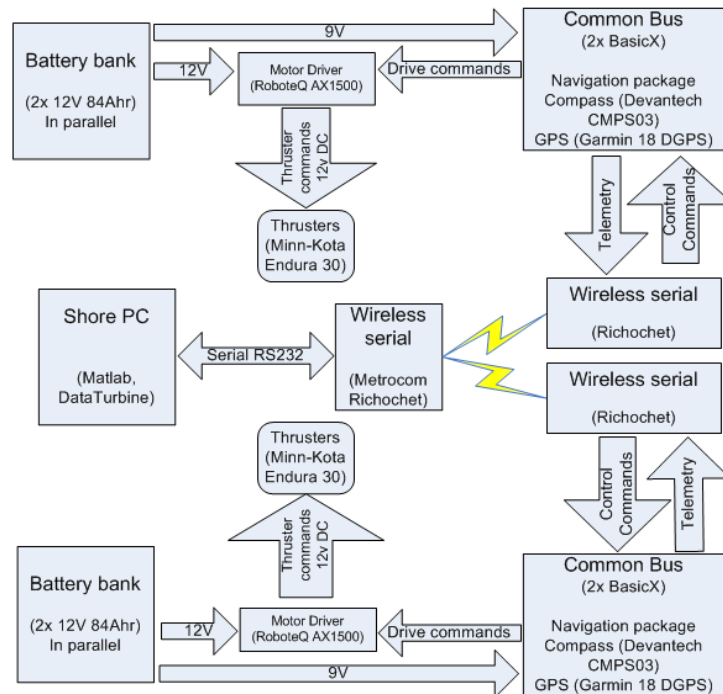 9V
Common Bus
(2x BasicX)
Navigation package
Compass (Devantech
CMPS03)
GPS (Garmin 18 DGPS)
Battery bank
(2x 12V 84Ahr)
In parallel
12V
Motor Driver
(RoboteQ AX1500)
Drive commands
Thruster
commands
12v DC
Thrusters
(Minn-Kota
Endura 30)
Telemetry
Control
Commands
Shore PC
(Matlab,
DataTurbine)
Serial RS232
Wireless
serial
(Metrocom
Richochet)
Wireless serial
(Richochet)
Wireless serial
(Richochet)
Thrusters
(Minn-Kota
Endura 30)
Thruster
commands
12v DC
Control
Commands
Telemetry
Battery bank
(2x 12V 84Ahr)
In parallel
12V
Motor Driver
(RoboteQ AX1500)
Drive commands
9V
Common Bus
(2x BasicX)
Navigation package
Compass (Devantech
CMPS03)
GPS (Garmin 18 DGPS)